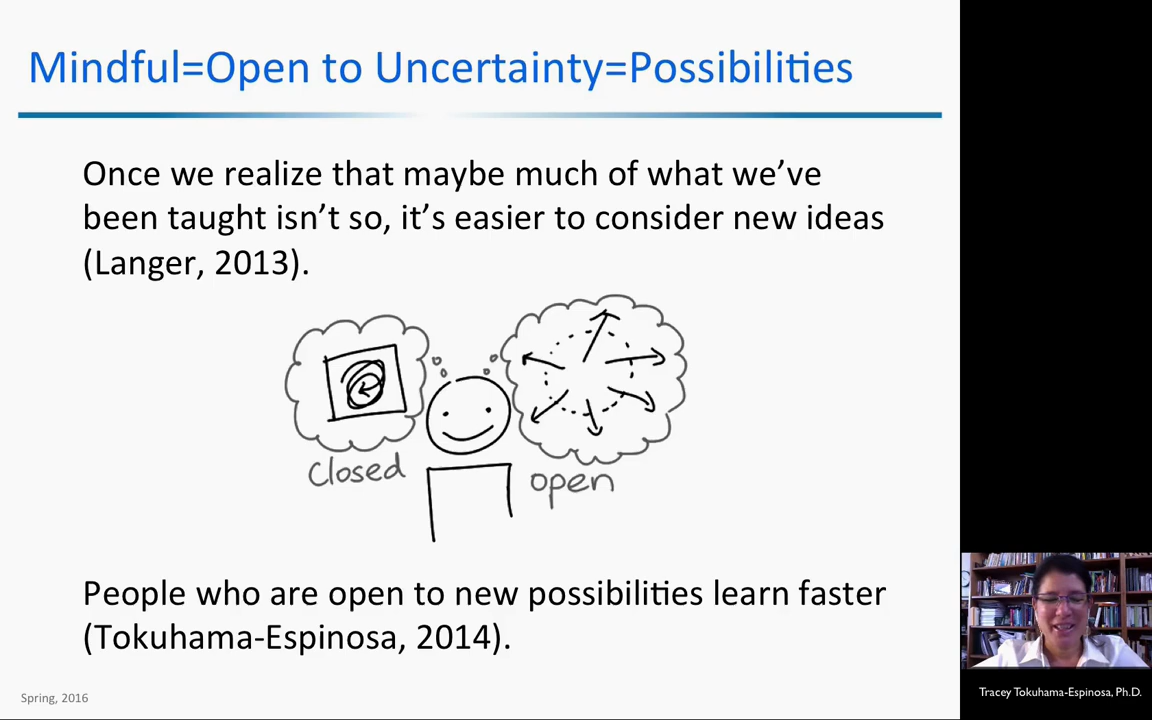 Mindful=Open to Uncertainty=Possibilities
Once we realize that maybe much of what we’ve
been taught isn’t so, it’s easier to consider new ideas
(Langer, 2013).
closed
open
People who are open to new possibilities learn faster
(Tokuhama-Espinosa, 2014).
Spring, 2016
Tracey Tokuhama-Espinosa, Ph.D.